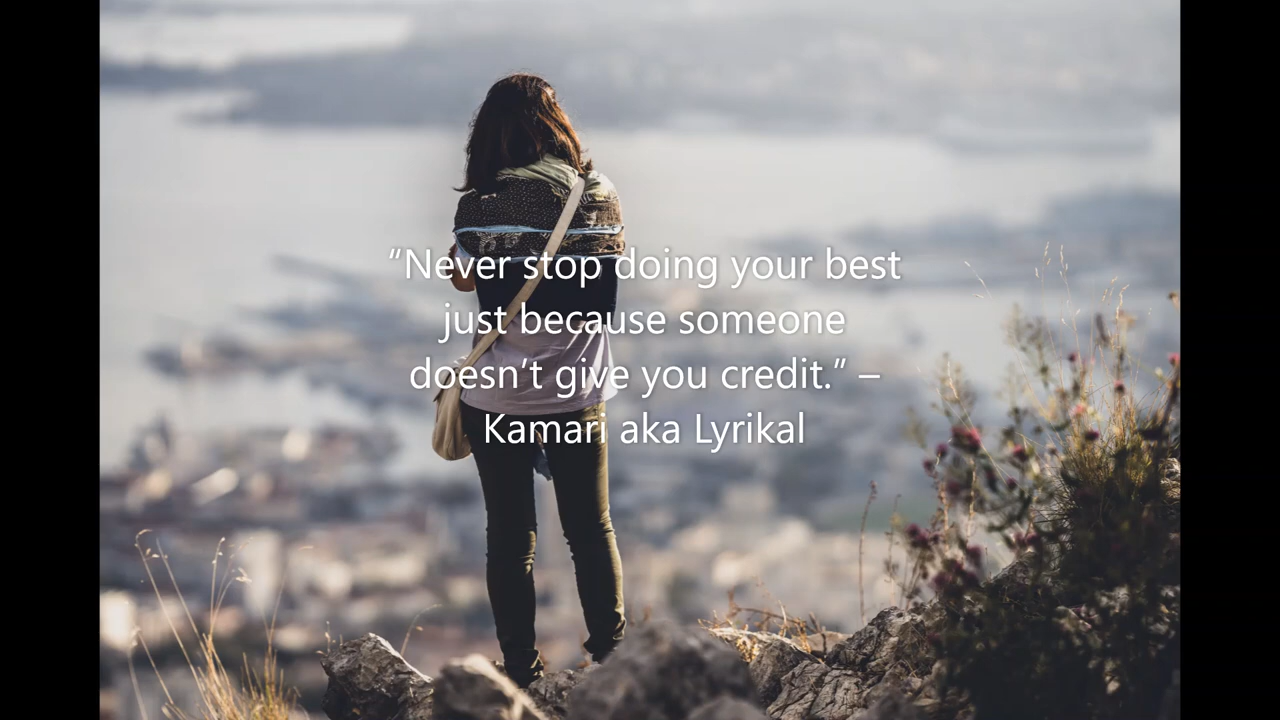 “Never stop doing your best
just because someone
doesn’t give you credit.” –
Kamari aka Lyrikal